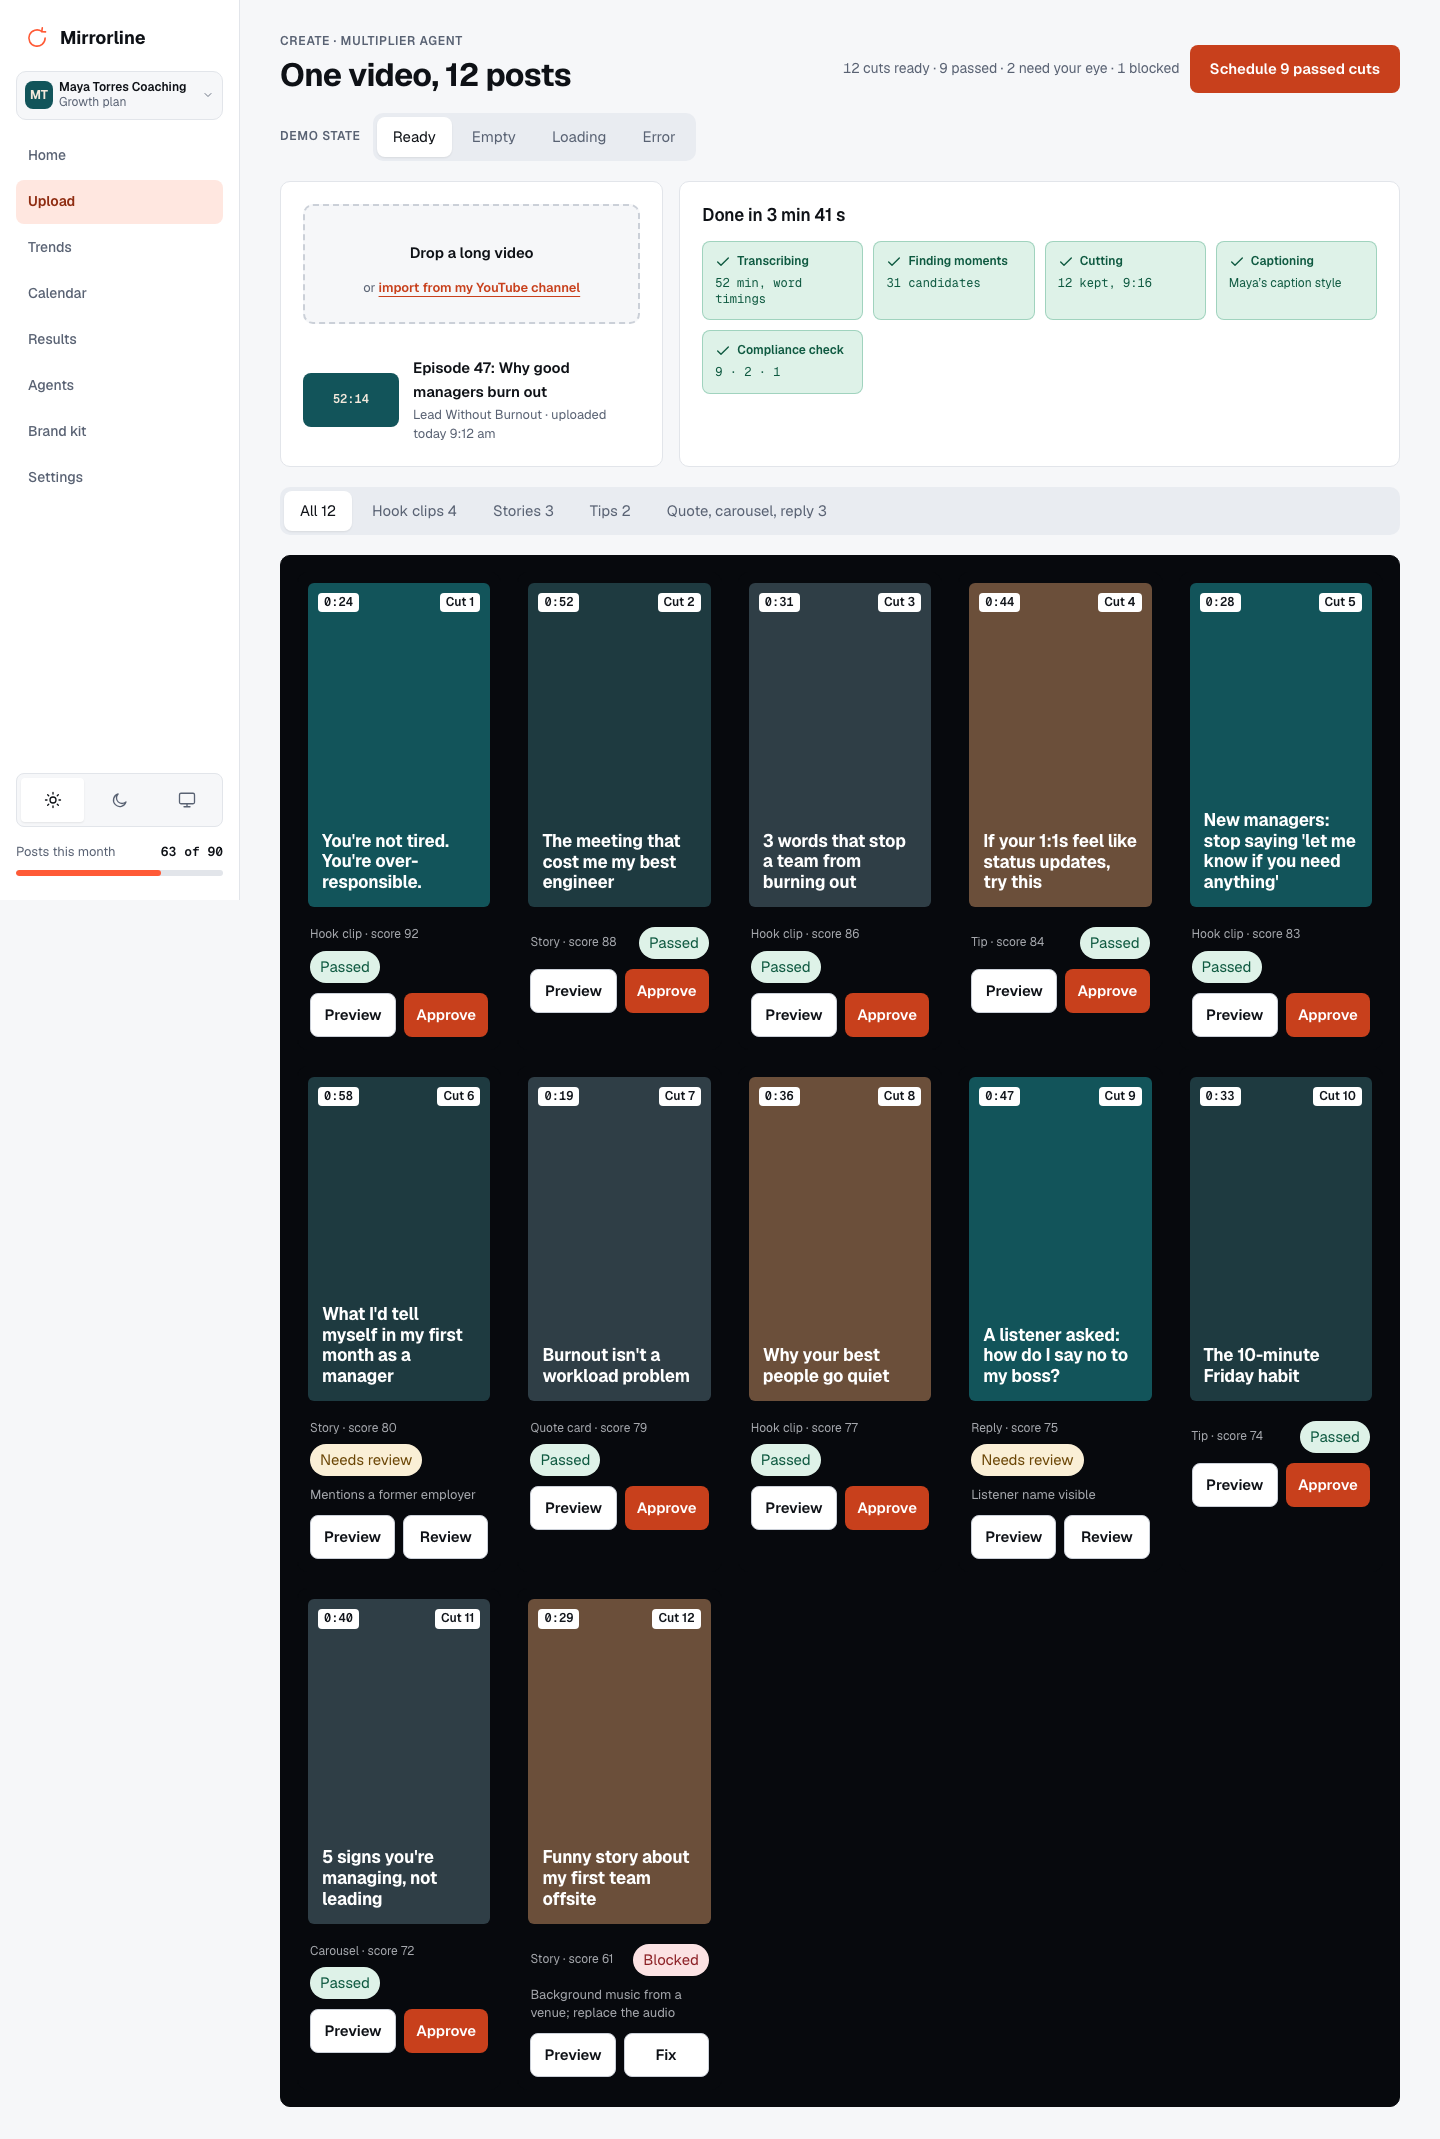 Mirrorline
MT
Maya Torres Coaching
Growth plan
Home
Upload
Trends
Calendar
Results
Agents
Brand kit
Settings
Posts this month
63 of 90
CREATE · MULTIPLIER AGENT
One video, 12 posts
12 cuts ready · 9 passed · 2 need your eye · 1 blocked
Schedule 9 passed cuts
DEMO STATE
Ready
Empty
Loading
Error
Drop a long video
or import from my YouTube channel
52:14
Episode 47: Why good
managers burn out
Lead Without Burnout · uploaded
today 9:12 am
Done in 3 min 41 s
Transcribing
52 min, word
timings
Finding moments
31 candidates
Cutting
12 kept, 9:16
Captioning
Maya's caption style
Compliance check
9 · 2 · 1
All 12
Hook clips 4
Stories 3
Tips 2
Quote, carousel, reply 3
0:24
Cut 1
You're not tired.
You're over-
responsible.
Hook clip · score 92
Passed
Preview
Approve
0:52
Cut 2
The meeting that
cost me my best
engineer
Story · score 88
Passed
Preview
Approve
0:31
Cut 3
3 words that stop
a team from
burning out
Hook clip · score 86
Passed
Preview
Approve
0:44
Cut 4
If your 1:1s feel like
status updates,
try this
Tip · score 84
Passed
Preview
Approve
0:28
Cut 5
New managers:
stop saying 'let me
know if you need
anything'
Hook clip · score 83
Passed
Preview
Approve
0:58
Cut 6
What I'd tell
myself in my first
month as a
manager
Story · score 80
Needs review
Mentions a former employer
Preview
Review
0:19
Cut 7
Burnout isn't a
workload problem
Quote card · score 79
Passed
Preview
Approve
0:36
Cut 8
Why your best
people go quiet
Hook clip · score 77
Passed
Preview
Approve
0:47
Cut 9
A listener asked:
how do I say no to
my boss?
Reply · score 75
Needs review
Listener name visible
Preview
Review
0:33
Cut 10
The 10-minute
Friday habit
Tip · score 74
Passed
Preview
Approve
0:40
Cut 11
5 signs you're
managing, not
leading
Carousel · score 72
Passed
Preview
Approve
0:29
Cut 12
Funny story about
my first team
offsite
Story · score 61
Blocked
Background music from a
venue; replace the audio
Preview
Fix